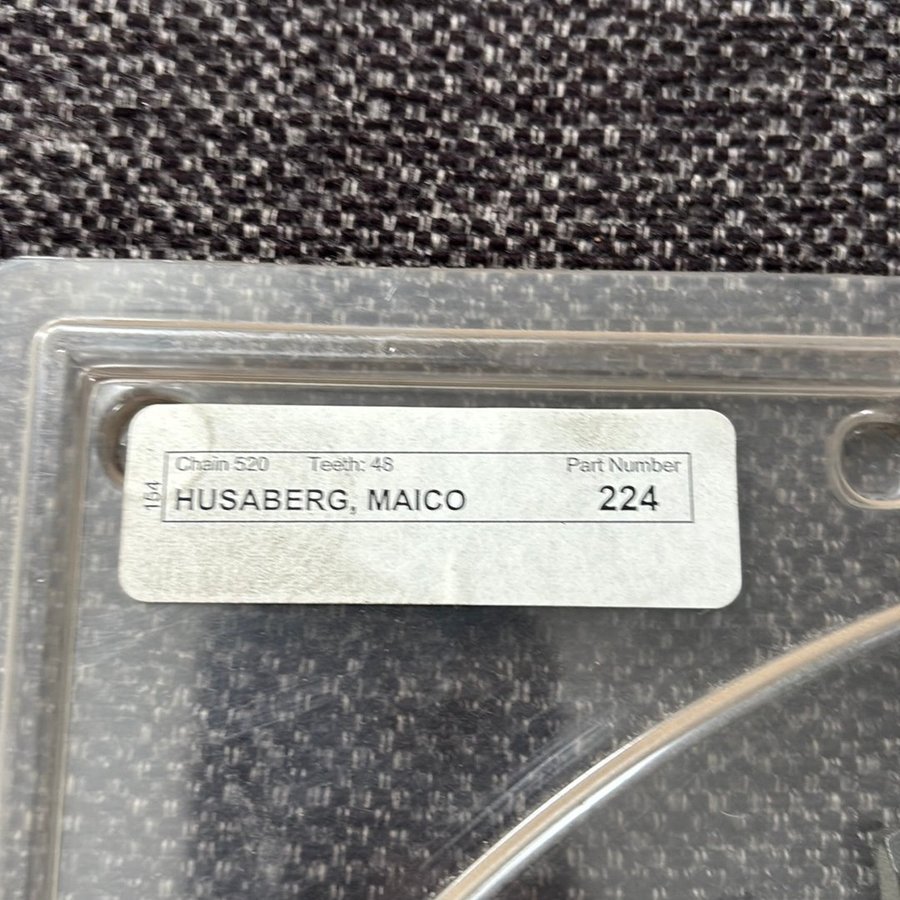 Chain 520 Teeth: 48 Part Number
HUSABERG, MAICO 224
154